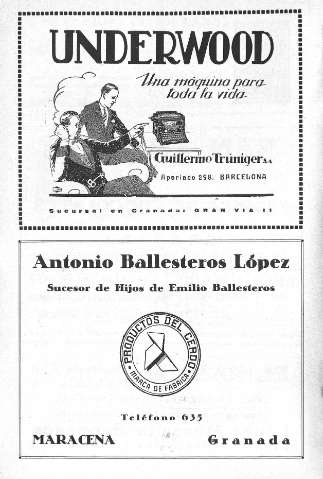 UNDERWOOD
Una máquina para
toda la vida
Guillermo Trúniger S.A.
Apartado 298. BARCELONA
Sucursal en Granada: GRAN VIA 11
Antonio Ballesteros López
Sucesor de Hijos de Emilio Ballesteros
PRODUCTOS DEL CERDO
MARCA DE FABRICA
Teléfono 635
MARACENA Granada